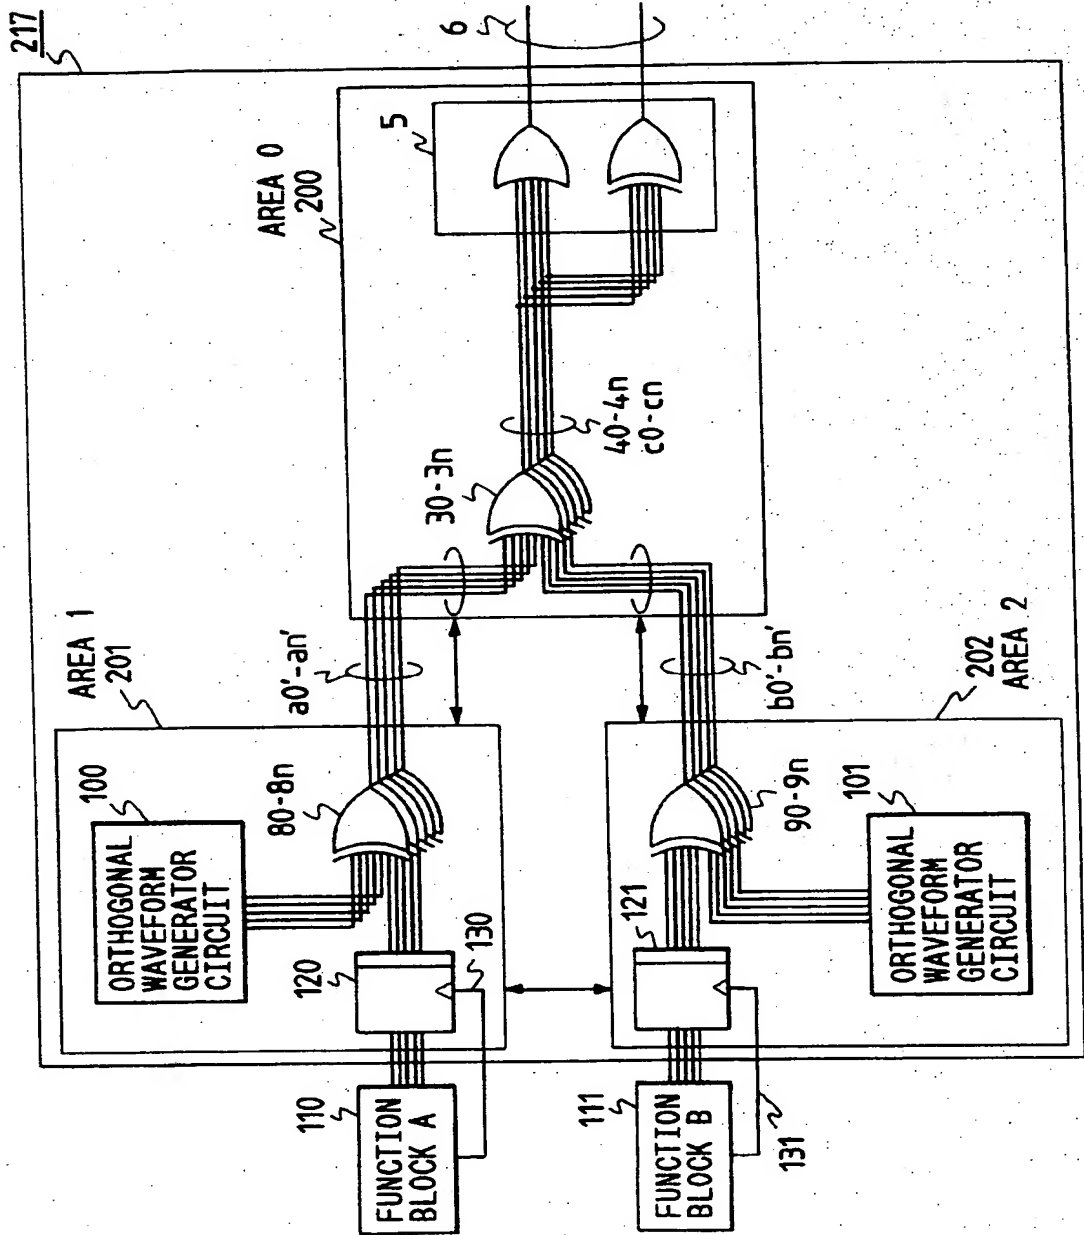 217
AREA 1
201
100
ORTHOGONAL
WAVEFORM
GENERATOR
CIRCUIT
80-8n
a0'-an'
110
FUNCTION
BLOCK A
120
130
AREA 0
200
5
6
30-3n
40-4n
c0-cn
111
FUNCTION
BLOCK B
121
131
90-9n
b0'-bn'
101
ORTHOGONAL
WAVEFORM
GENERATOR
CIRCUIT
202
AREA 2